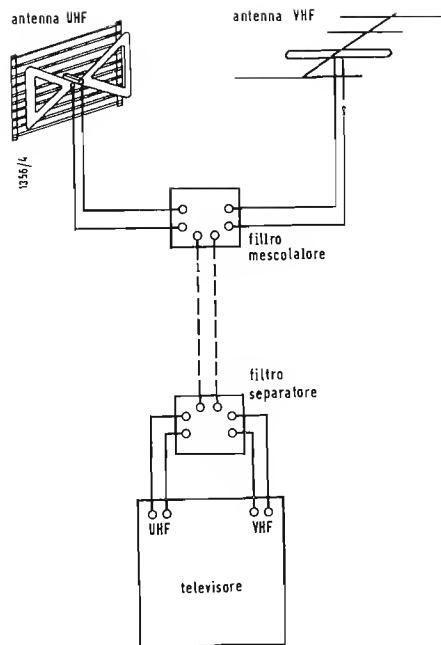 antenna UHF
antenna VHF
1356/4
filtro
mescolatore
filtro
separatore
UHF
VHF
televisore